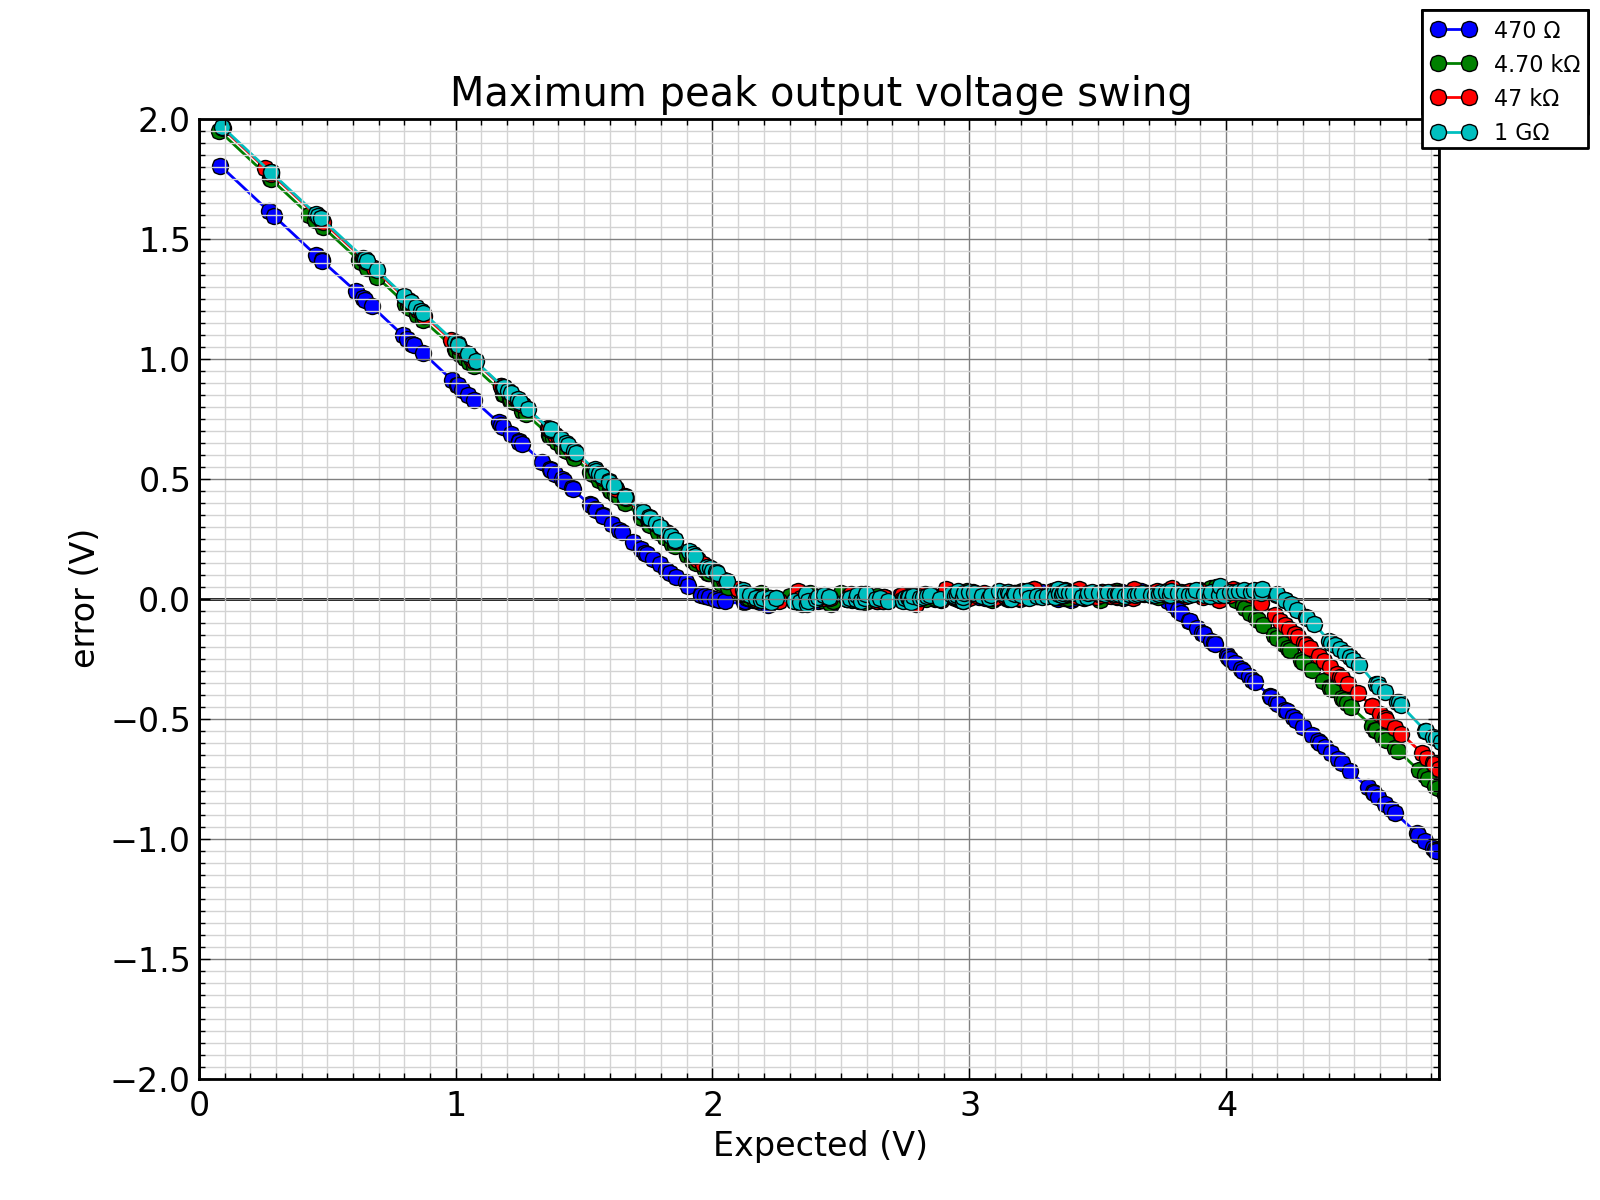 470 Ω
4.70 kΩ
47 kΩ
1 GΩ
Maximum peak output voltage swing
2.0
1.5
1.0
0.5
0.0
−0.5
−1.0
−1.5
−2.0
error (V)
0 1 2 3 4
Expected (V)